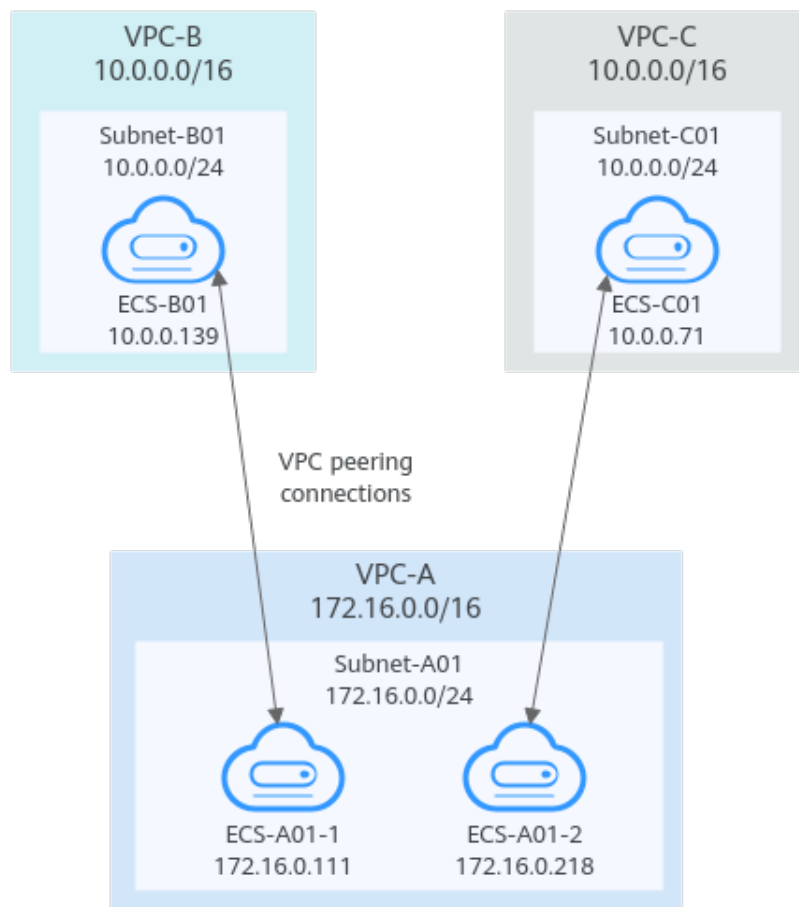 VPC-B
10.0.0.0/16
Subnet-B01
10.0.0.0/24
ECS-B01
10.0.0.139
VPC-C
10.0.0.0/16
Subnet-C01
10.0.0.0/24
ECS-C01
10.0.0.71
VPC peering
connections
VPC-A
172.16.0.0/16
Subnet-A01
172.16.0.0/24
ECS-A01-1
172.16.0.111
ECS-A01-2
172.16.0.218